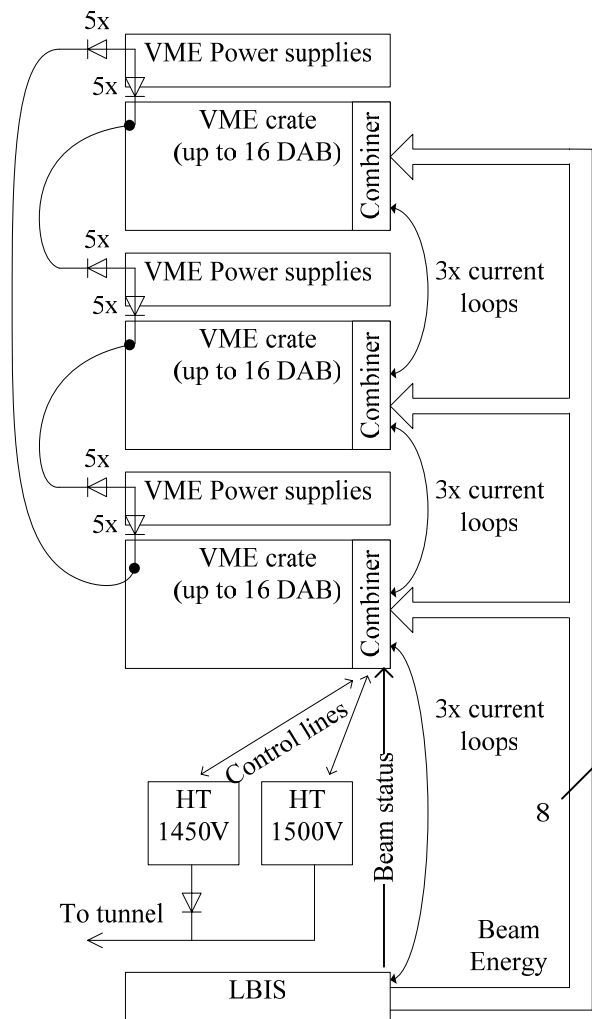 5x
VME Power supplies
5x
VME crate
(up to 16 DAB)
Combiner
5x
VME Power supplies
3x current
loops
5x
VME crate
(up to 16 DAB)
Combiner
5x
VME Power supplies
3x current
loops
5x
VME crate
(up to 16 DAB)
Combiner
Control lines
3x current
loops
HT
1450V
HT
1500V
Beam status
8
To tunnel
Beam
Energy
LBIS